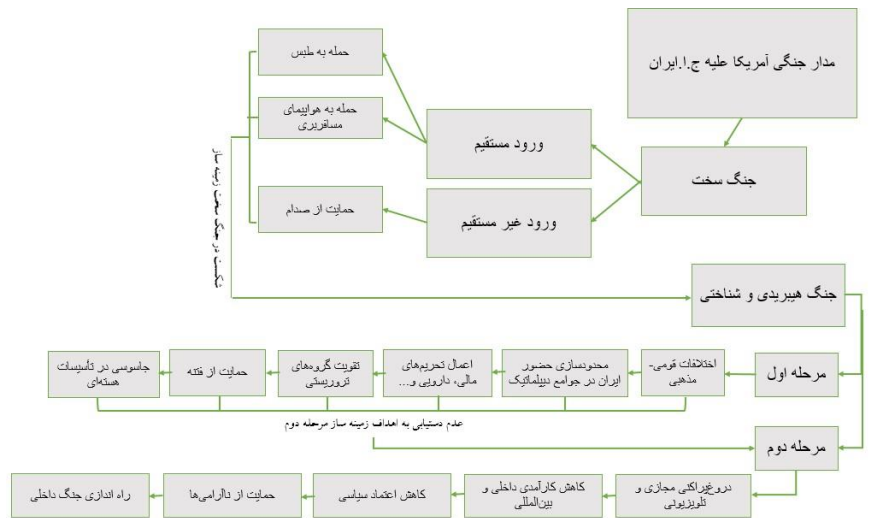 مدار جنگی آمریکا علیه ج.ا.ایران
جنگ سخت
ورود مستقیم
ورود غیر مستقیم
حمله به طبس
حمله به هواپیمای
مسافربری
حمایت از صدام
شکست در جنگ سخت زمینه ساز
جنگ هیبریدی و شناختی
مرحله اول
اختلافات قومی-
مذهبی
محدودسازی حضور
ایران در جوامع دیپلماتیک
اعمال تحریم‌های
مالی، دارویی و...
تقویت گروه‌های
تروریستی
حمایت از فتنه
جاسوسی در تأسیسات
هسته‌ای
عدم دستیابی به اهداف زمینه ساز مرحله دوم
مرحله دوم
دروغ‌پراکنی مجازی و
تلویزیونی
کاهش کارآمدی داخلی و
بین‌المللی
کاهش اعتماد سیاسی
حمایت از ناآرامی‌ها
راه اندازی جنگ داخلی